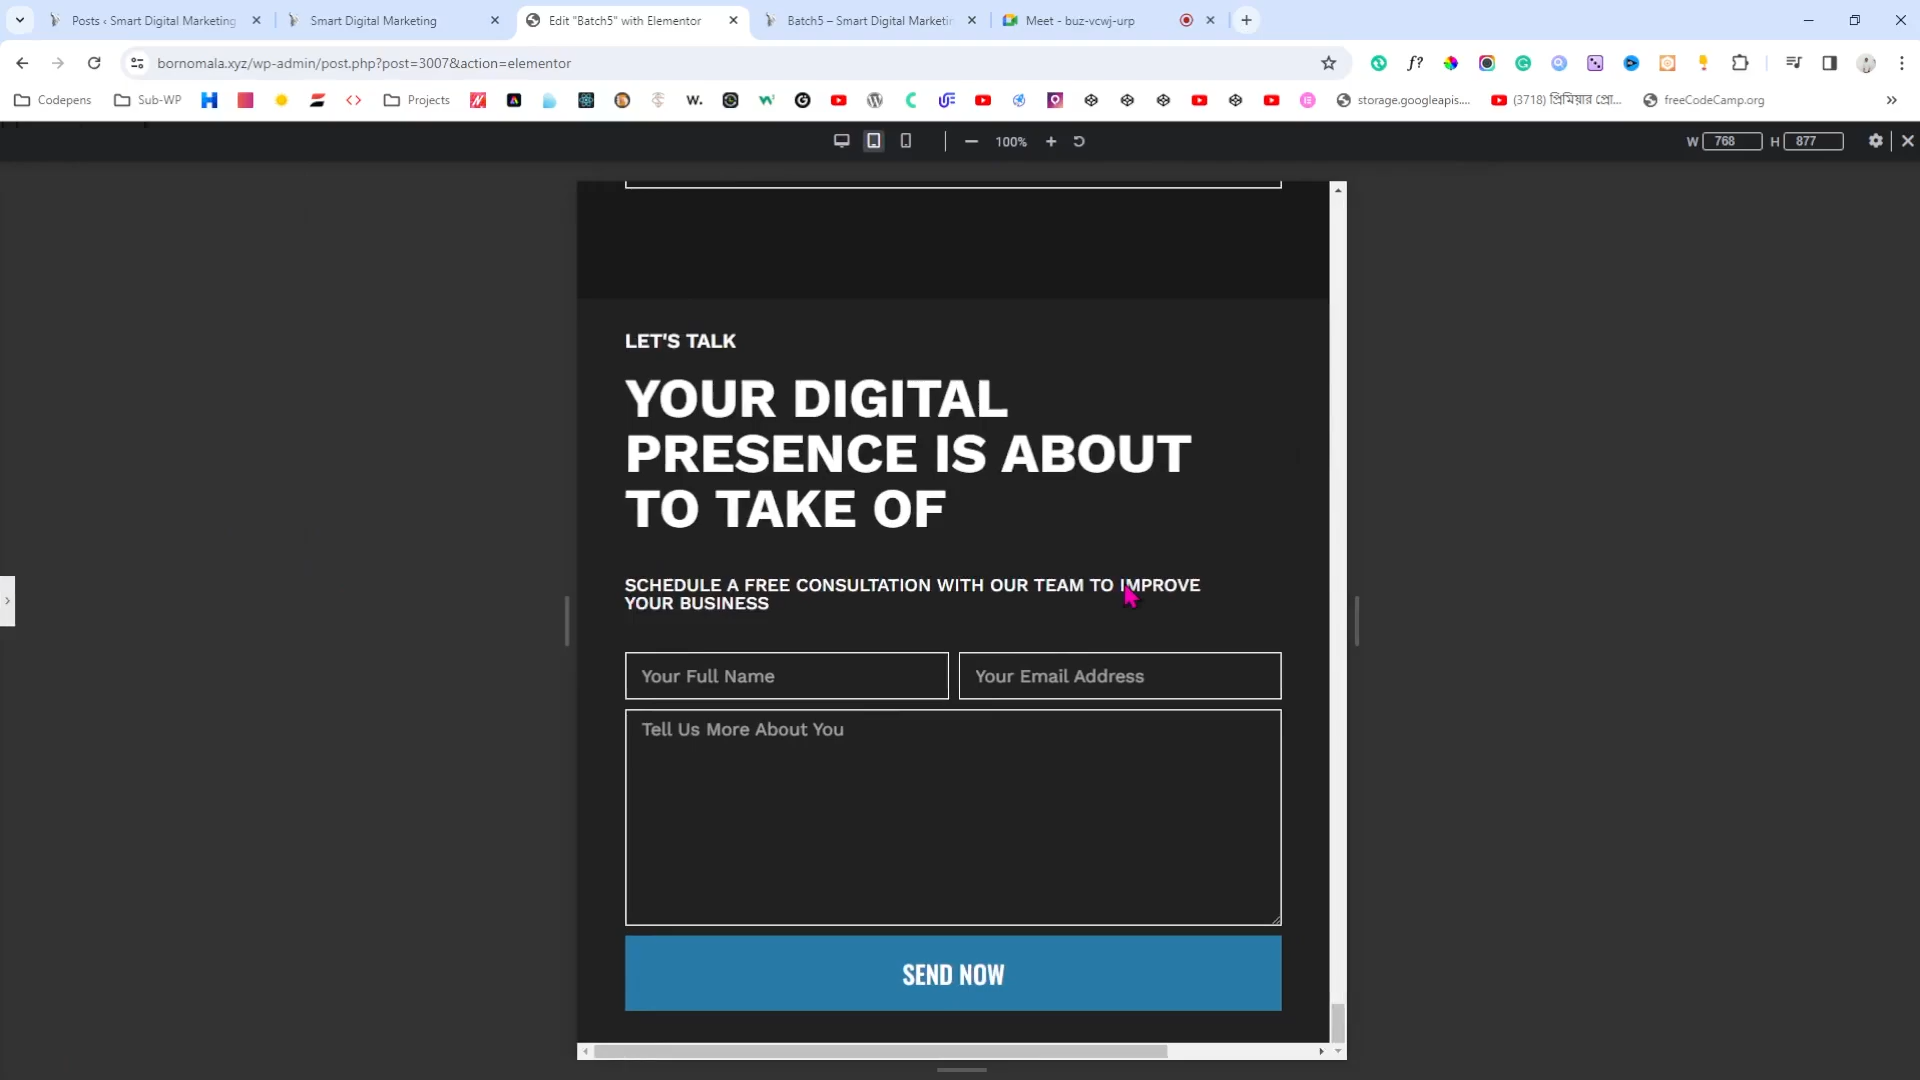 Posts ‹ Smart Digital Marketing
Smart Digital Marketing
Edit "Batch5" with Elementor
Batch5 – Smart Digital Marketin
Meet - buz-vcwj-urp
bornomala.xyz/wp-admin/post.php?post=3007&action=elementor
f?
Codepens
Sub-WP
Projects
W.
storage.googleapis....
(3718) প্রিমিয়ার প্রো...
freeCodeCamp.org
100%
W 768 H 877
LET'S TALK
YOUR DIGITAL
PRESENCE IS ABOUT
TO TAKE OF
SCHEDULE A FREE CONSULTATION WITH OUR TEAM TO IMPROVE
YOUR BUSINESS
Your Full Name
Your Email Address
Tell Us More About You
SEND NOW